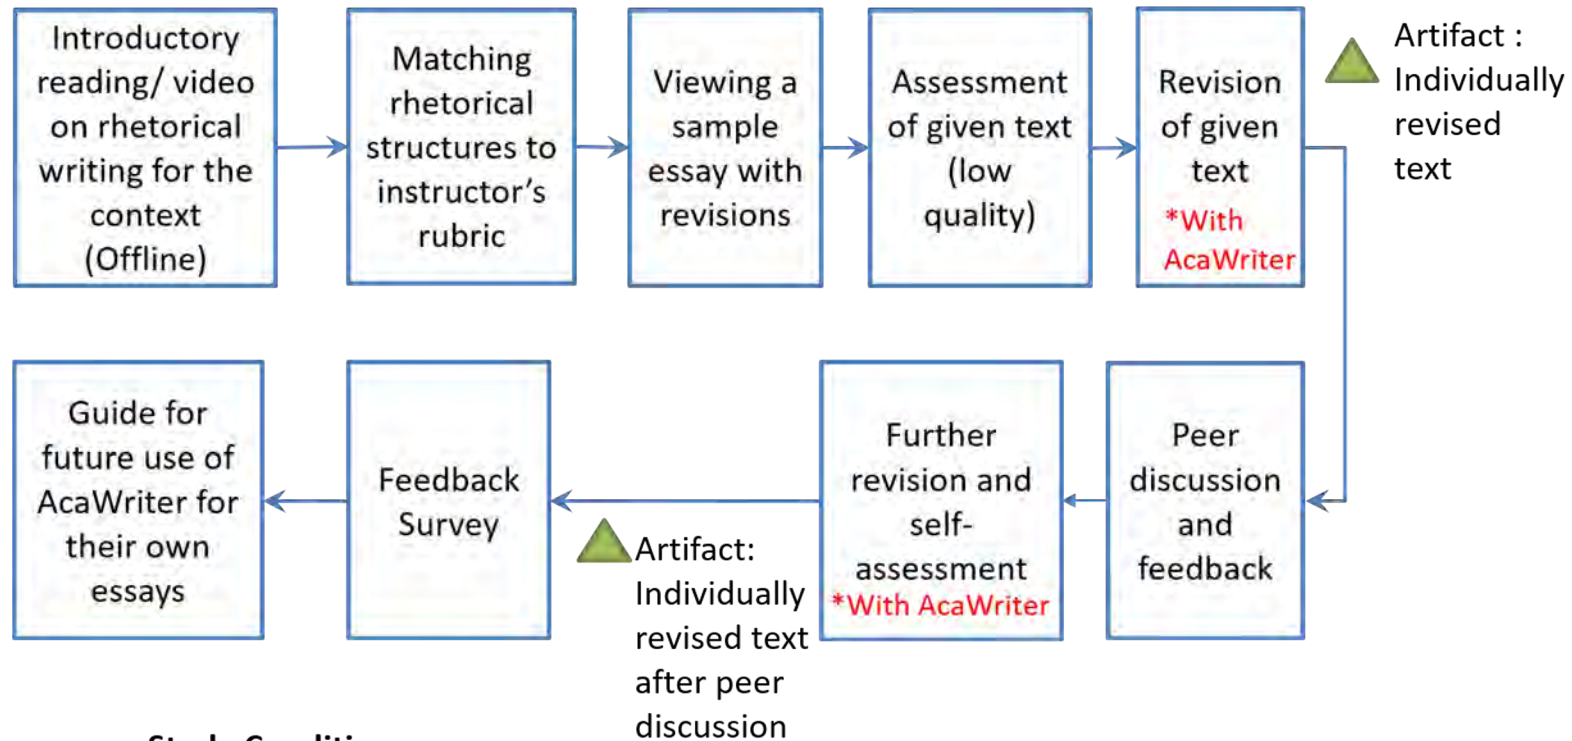 Introductory
reading/ video
on rhetorical
writing for the
context
(Offline)
Matching
rhetorical
structures to
instructor's
rubric
Viewing a
sample
essay with
revisions
Assessment
of given text
(low
quality)
Revision
of given
text
*With
AcaWriter
Artifact :
Individually
revised
text
Peer
discussion
and
feedback
Further
revision and
self-
assessment
*With AcaWriter
Artifact:
Individually
revised text
after peer
discussion
Feedback
Survey
Guide for
future use of
AcaWriter for
their own
essays